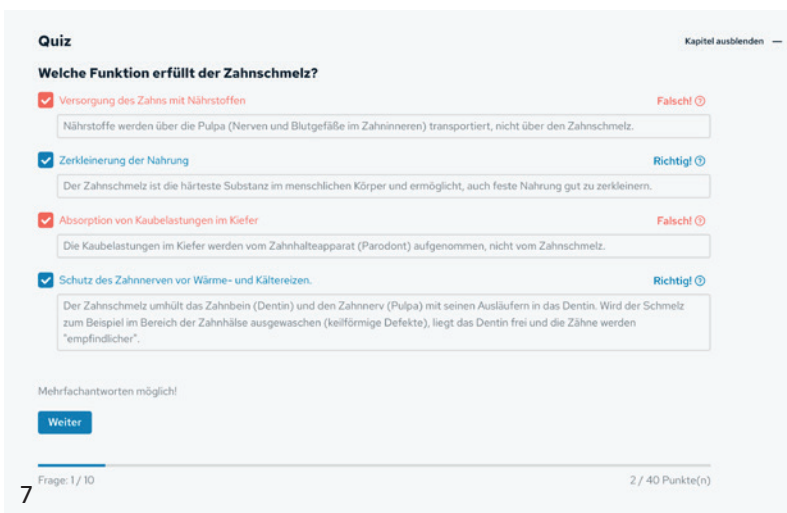 Quiz
Kapitel ausblenden —
Welche Funktion erfüllt der Zahnschmelz?
Versorgung des Zahns mit Nährstoffen
Falsch!
Nährstoffe werden über die Pulpa (Nerven und Blutgefäße im Zahninneren) transportiert, nicht über den Zahnschmelz.
Zerkleinerung der Nahrung
Richtig!
Der Zahnschmelz ist die härteste Substanz im menschlichen Körper und ermöglicht, auch feste Nahrung gut zu zerkleinern.
Absorption von Kaubelastungen im Kiefer
Falsch!
Die Kaubelastungen im Kiefer werden vom Zahnhalteapparat (Parodont) aufgenommen, nicht vom Zahnschmelz.
Schutz des Zahnnerven vor Wärme- und Kältereizen.
Richtig!
Der Zahnschmelz umhüllt das Zahnbein (Dentin) und den Zahnnerv (Pulpa) mit seinen Ausläufern in das Dentin. Wird der Schmelz
zum Beispiel im Bereich der Zahnhälse ausgewaschen (keilförmige Defekte), liegt das Dentin frei und die Zähne werden
"empfindlicher".
Mehrfachantworten möglich!
Weiter
Frage: 1 / 10
2 / 40 Punkte(n)
7